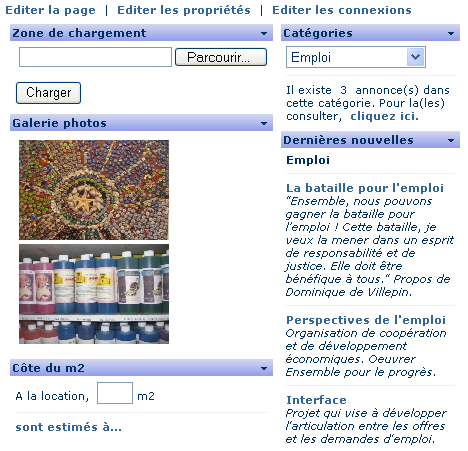 Editer la page | Editer les propriétés | Editer les connexions
Zone de chargement
Parcourir...
Charger
Galerie photos
Côte du m2
A la location, m2
sont estimés à...
Catégories
Emploi
Il existe 3 annonce(s) dans
cette catégorie. Pour la(les)
consulter, cliquez ici.
Dernières nouvelles
Emploi
La bataille pour l'emploi
"Ensemble, nous pouvons
gagner la bataille pour
l'emploi ! Cette bataille, je
veux la mener dans un esprit
de responsabilité et de
justice. Elle doit être
bénéfique à tous." Propos de
Dominique de Villepin.
Perspectives de l'emploi
Organisation de coopération
et de développement
économiques. Oeuvrer
Ensemble pour le progrès.
Interface
Projet qui vise à développer
l'articulation entre les offres
et les demandes d'emploi.